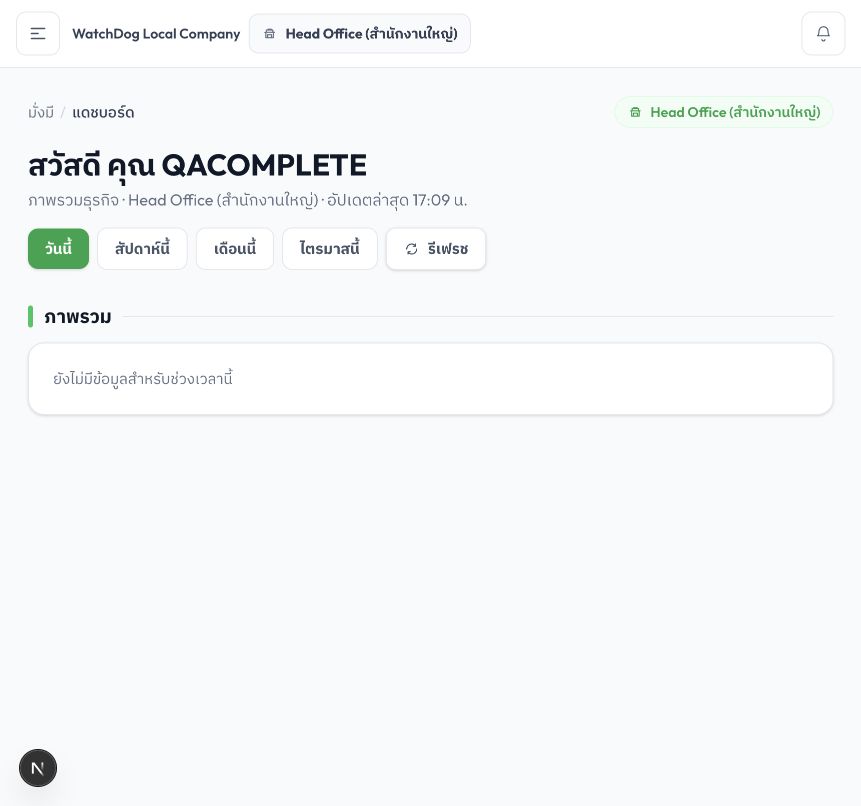 WatchDog Local Company
Head Office (สำนักงานใหญ่)
มั่งมี / แดชบอร์ด
Head Office (สำนักงานใหญ่)
สวัสดี คุณ QACOMPLETE
ภาพรวมธุรกิจ · Head Office (สำนักงานใหญ่) · อัปเดตล่าสุด 17:09 น.
วันนี้
สัปดาห์นี้
เดือนนี้
ไตรมาสนี้
รีเฟรช
ภาพรวม
ยังไม่มีข้อมูลสำหรับช่วงเวลานี้
N